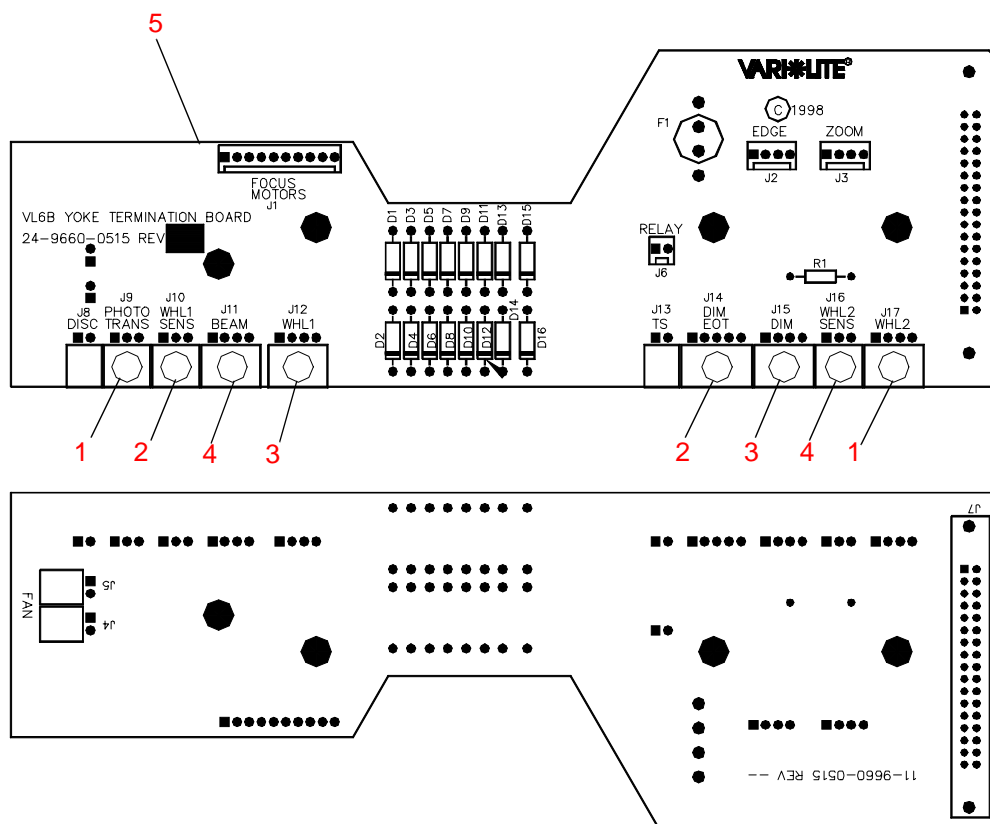 5
VARI*LITE®
F1
C 1998
EDGE
ZOOM
J2
J3
FOCUS
MOTORS
J1
VL6B YOKE TERMINATION BOARD
24-9660-0515 REV
D1 D3 D5 D7 D9 D11 D13 D15
RELAY
J6
R1
J8
DISC
J9
PHOTO
TRANS
J10
WHL1
SENS
J11
BEAM
J12
WHL1
D2 D4 D6 D8 D10 D12 D14 D16
J13
TS
J14
DIM
EOT
J15
DIM
J16
WHL2
SENS
J17
WHL2
1 2 4 3 2 3 4 1
J7
J5
FAN
J4
11-9660-0515 REV --